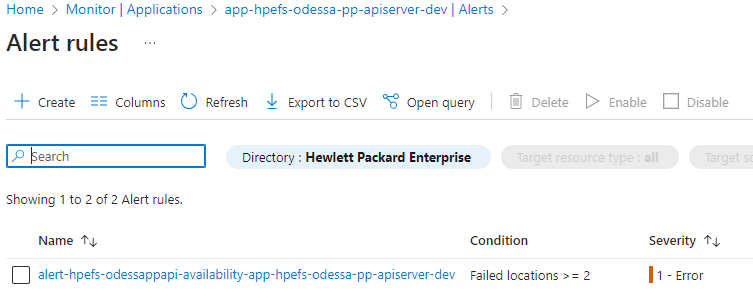 Home > Monitor | Applications > app-hpefs-odessa-pp-apiserver-dev | Alerts >
Alert rules ...
Create Columns Refresh Export to CSV Open query Delete Enable Disable
Search Directory : Hewlett Packard Enterprise Target resource type : all Target sc
Showing 1 to 2 of 2 Alert rules.
Name ↑↓ Condition Severity ↑↓
alert-hpefs-odessappapi-availability-app-hpefs-odessa-pp-apiserver-dev Failed locations >= 2 1 - Error